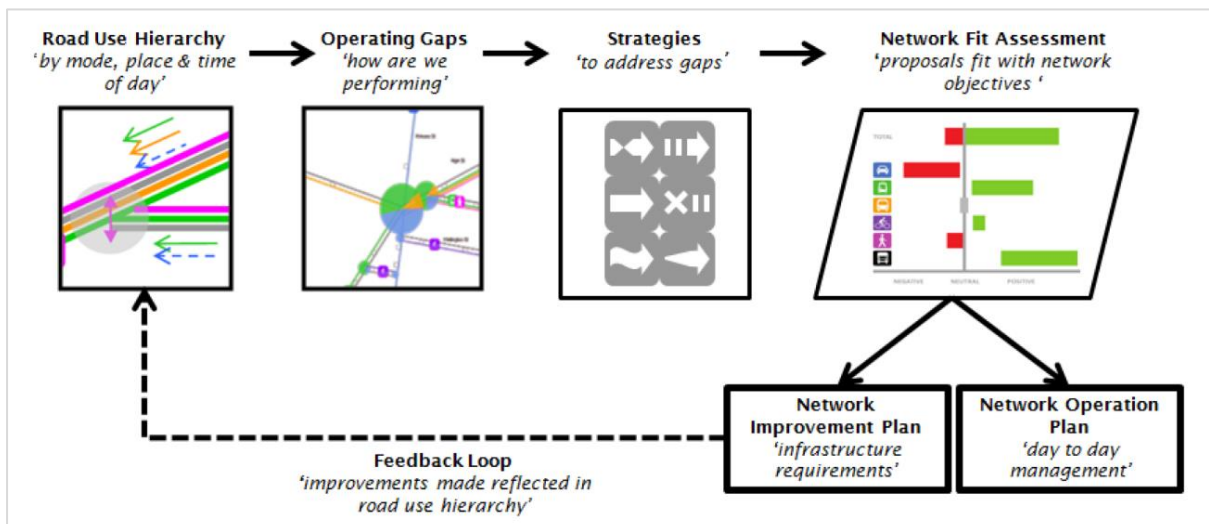 Road Use Hierarchy
‘by mode, place & time
of day’
Operating Gaps
‘how are we
performing’
Strategies
‘to address gaps’
Network Fit Assessment
‘proposals fit with network
objectives ‘
TOTAL
NEGATIVE
NEUTRAL
POSITIVE
Network
Improvement Plan
‘infrastructure
requirements’
Network Operation
Plan
‘day to day
management’
Feedback Loop
‘improvements made reflected in
road use hierarchy’